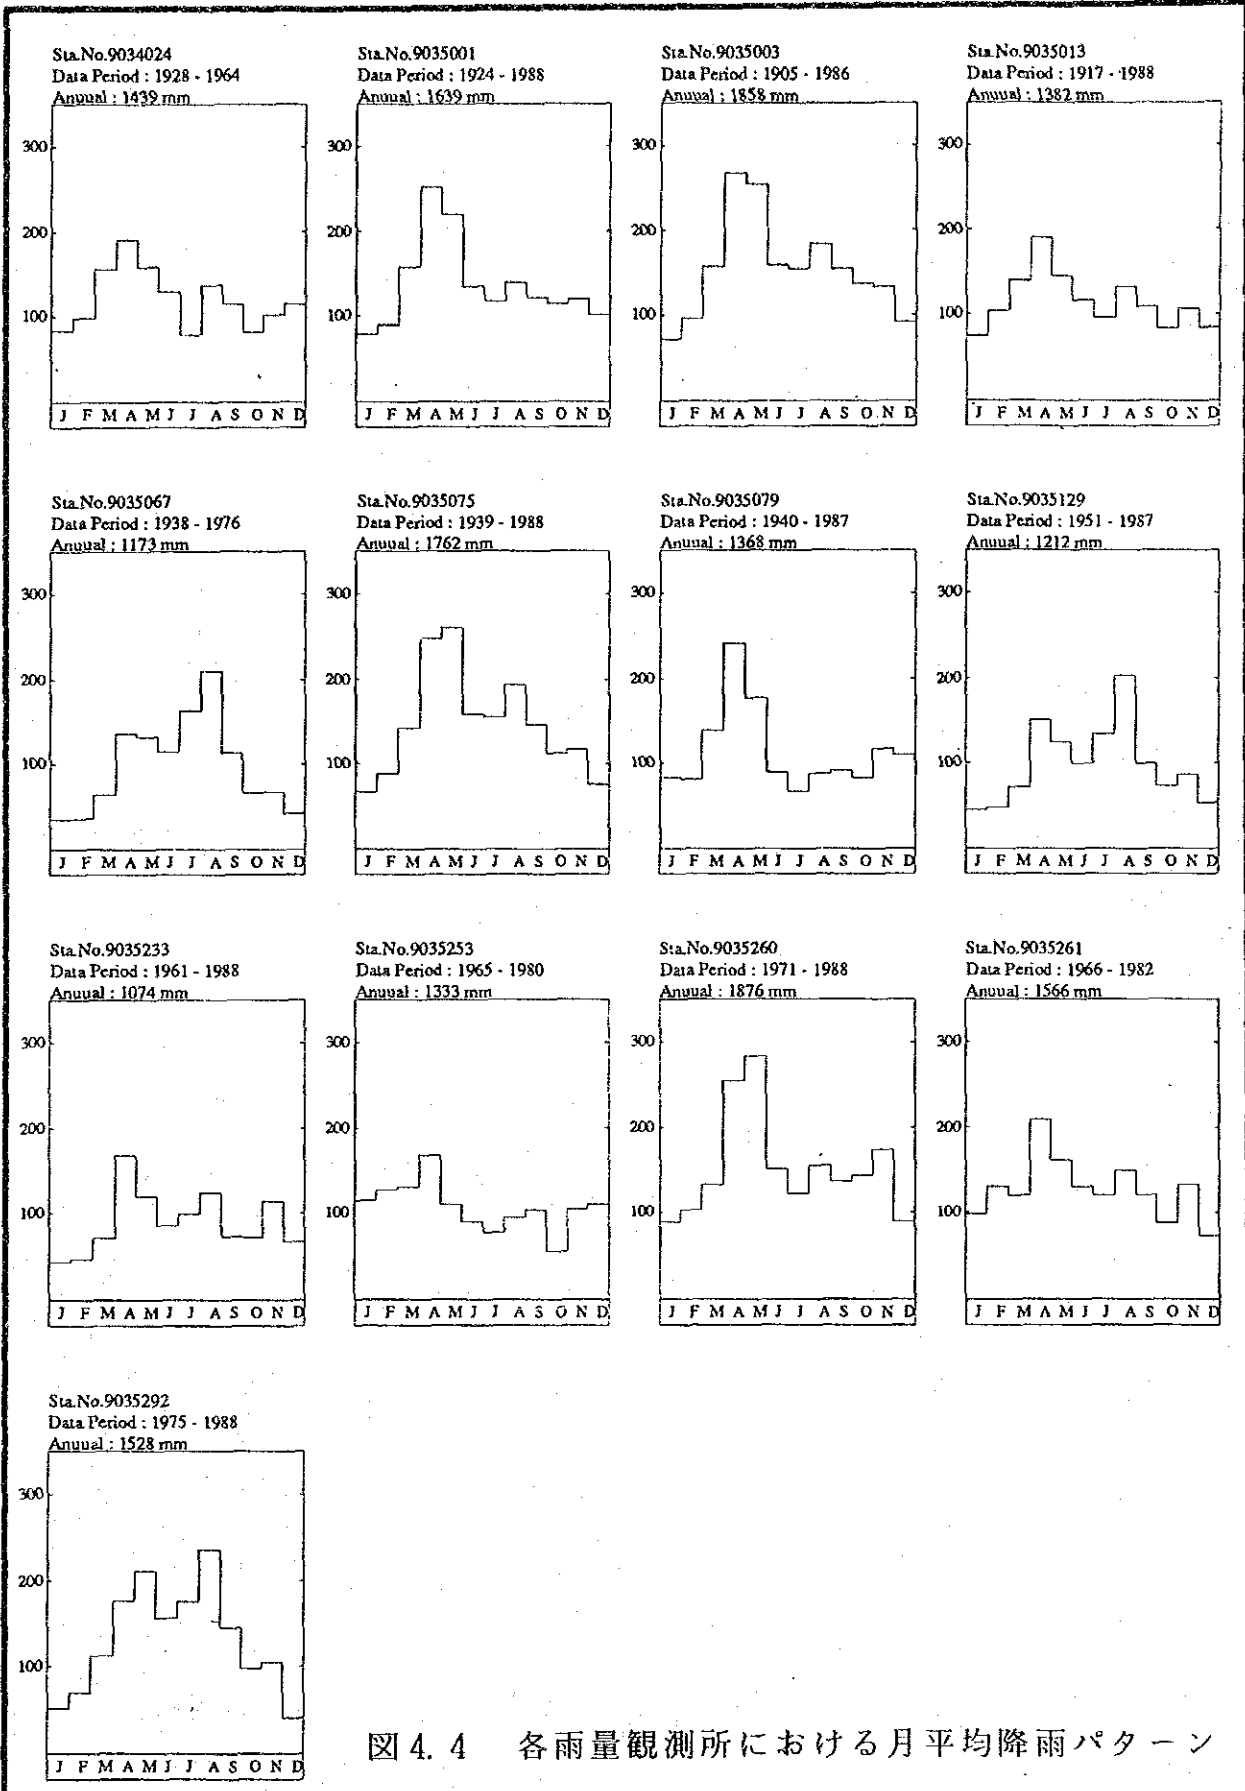 Sta.No.9034024
Data Period : 1928 - 1964
Anuual : 1439 mm
300
200
100
J F M A M J J A S O N D
Sta.No.9035001
Data Period : 1924 - 1988
Anuual : 1639 mm
300
200
100
J F M A M J J A S O N D
Sta.No.9035003
Data Period : 1905 - 1986
Anuual : 1858 mm
300
200
100
J F M A M J J A S O N D
Sta.No.9035013
Data Period : 1917 - 1988
Anuual : 1382 mm
300
200
100
J F M A M J J A S O N D
Sta.No.9035067
Data Period : 1938 - 1976
Anuual : 1173 mm
300
200
100
J F M A M J J A S O N D
Sta.No.9035075
Data Period : 1939 - 1988
Anuual : 1762 mm
300
200
100
J F M A M J J A S O N D
Sta.No.9035079
Data Period : 1940 - 1987
Anuual : 1368 mm
300
200
100
J F M A M J J A S O N D
Sta.No.9035129
Data Period : 1951 - 1987
Anuual : 1212 mm
300
200
100
J F M A M J J A S O N D
Sta.No.9035233
Data Period : 1961 - 1988
Anuual : 1074 mm
300
200
100
J F M A M J J A S O N D
Sta.No.9035253
Data Period : 1965 - 1980
Anuual : 1333 mm
300
200
100
J F M A M J J A S O N D
Sta.No.9035260
Data Period : 1971 - 1988
Anuual : 1876 mm
300
200
100
J F M A M J J A S O N D
Sta.No.9035261
Data Period : 1966 - 1982
Anuual : 1566 mm
300
200
100
J F M A M J J A S O N D
Sta.No.9035292
Data Period : 1975 - 1988
Anuual : 1528 mm
300
200
100
J F M A M J J A S O N D
図4.4 各雨量観測所における月平均降雨パターン